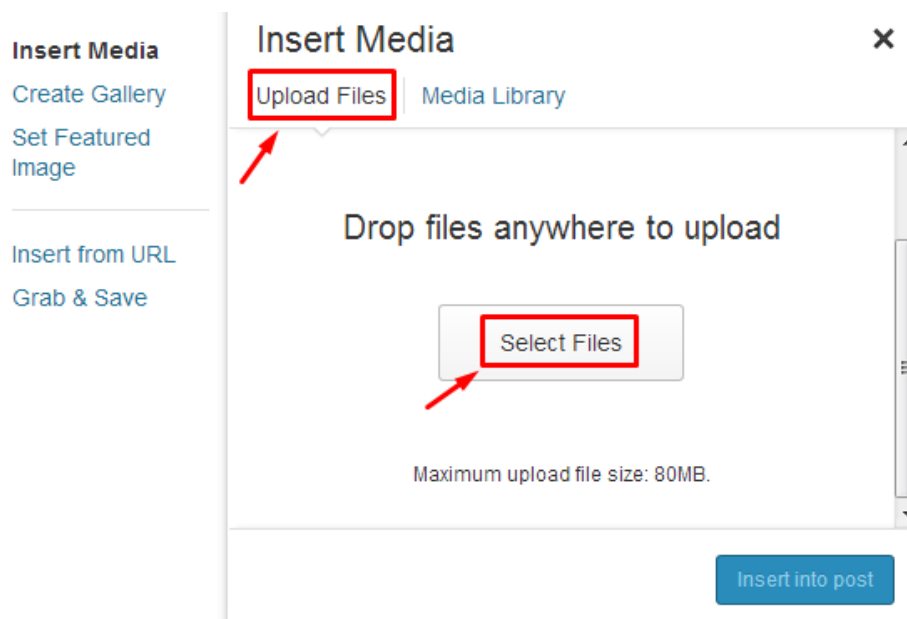 Insert Media
Create Gallery
Set Featured
Image
Insert from URL
Grab & Save
Insert Media
Upload Files
Media Library
Drop files anywhere to upload
Select Files
Maximum upload file size: 80MB.
Insert into post